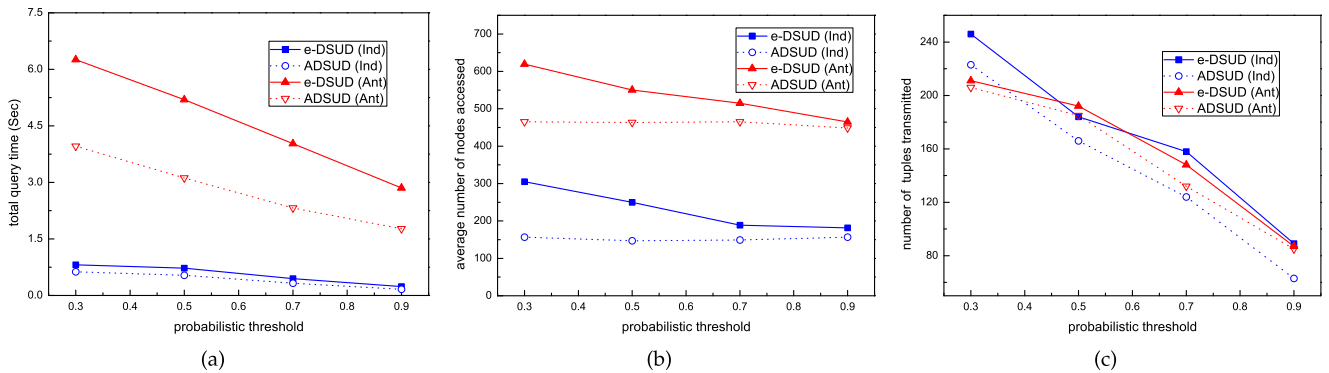 7.5
6.0
4.5
3.0
1.5
0.0
total query time (Sec)
e-DSUD (Ind)
ADSUD (Ind)
e-DSUD (Ant)
ADSUD (Ant)
0.3 0.4 0.5 0.6 0.7 0.8 0.9
probabilistic threshold
(a)
700
600
500
400
300
200
100
0
average number of nodes accessed
e-DSUD (Ind)
ADSUD (Ind)
e-DSUD (Ant)
ADSUD (Ant)
0.3 0.4 0.5 0.6 0.7 0.8 0.9
probabilistic threshold
(b)
240
200
160
120
80
number of tuples transmitted
e-DSUD (Ind)
ADSUD (Ind)
e-DSUD (Ant)
ADSUD (Ant)
0.3 0.4 0.5 0.6 0.7 0.8 0.9
probabilistic threshold
(c)